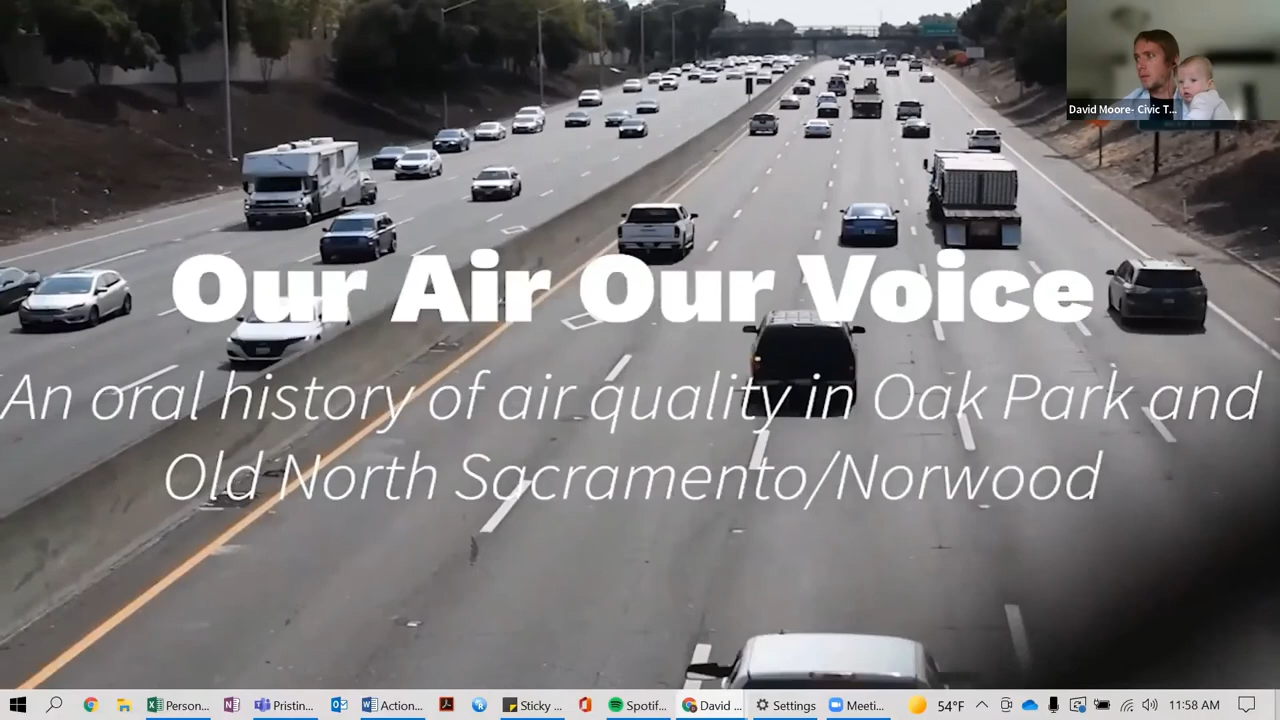 David Moore- Civic T...
Our Air Our Voice
An oral history of air quality in Oak Park and
Old North Sacramento/Norwood
Person...
Pristin...
Action...
Sticky ...
Spotif...
David ...
Settings
Meeti...
54°F
11:58 AM